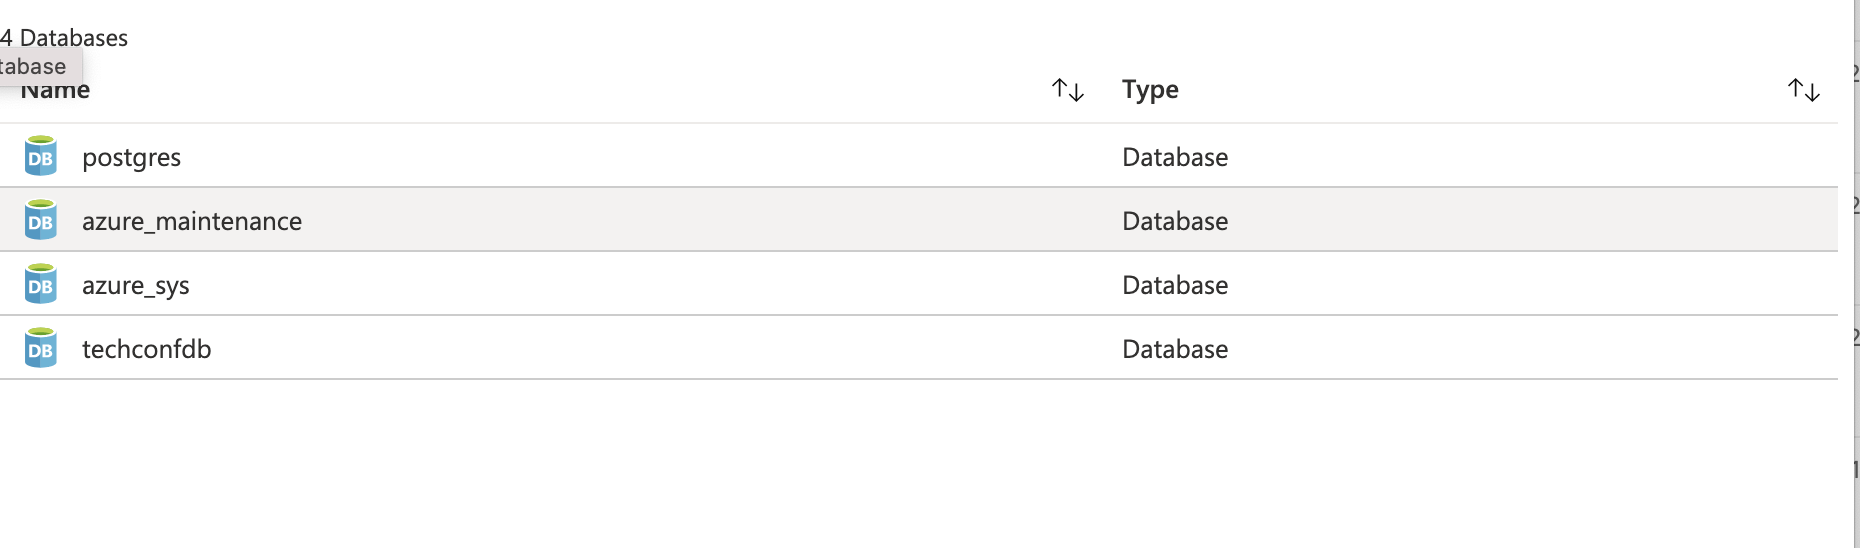 4 Databases
tabase
Name Type
DB postgres Database
DB azure_maintenance Database
DB azure_sys Database
DB techconfdb Database